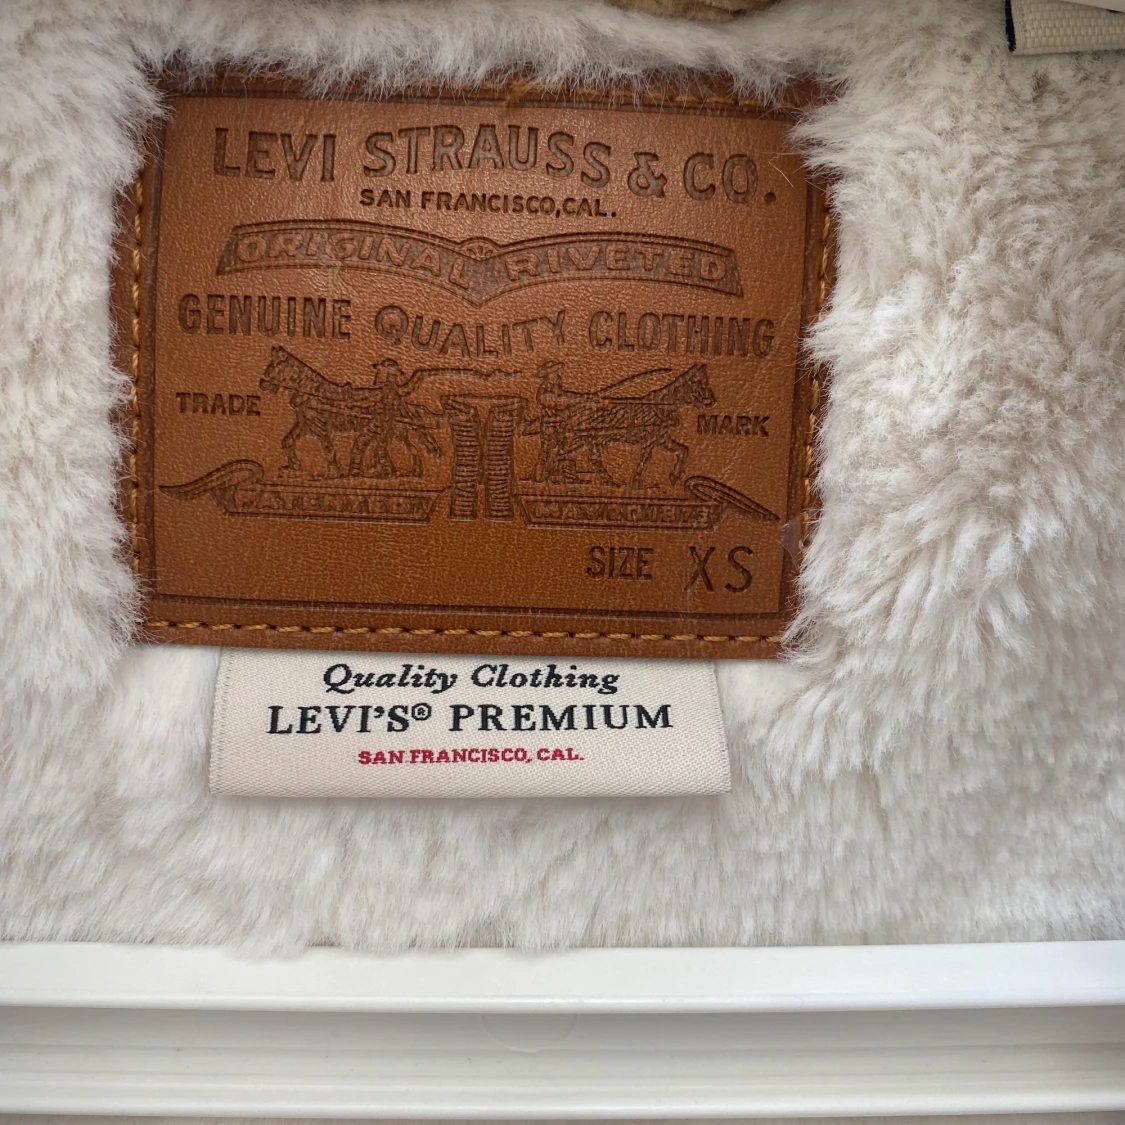 LEVI STRAUSS & CO.
SAN FRANCISCO, CAL.
ORIGINAL RIVETED
GENUINE QUALITY CLOTHING
TRADE MARK
SIZE XS
Quality Clothing
LEVI'S® PREMIUM
SAN FRANCISCO, CAL.